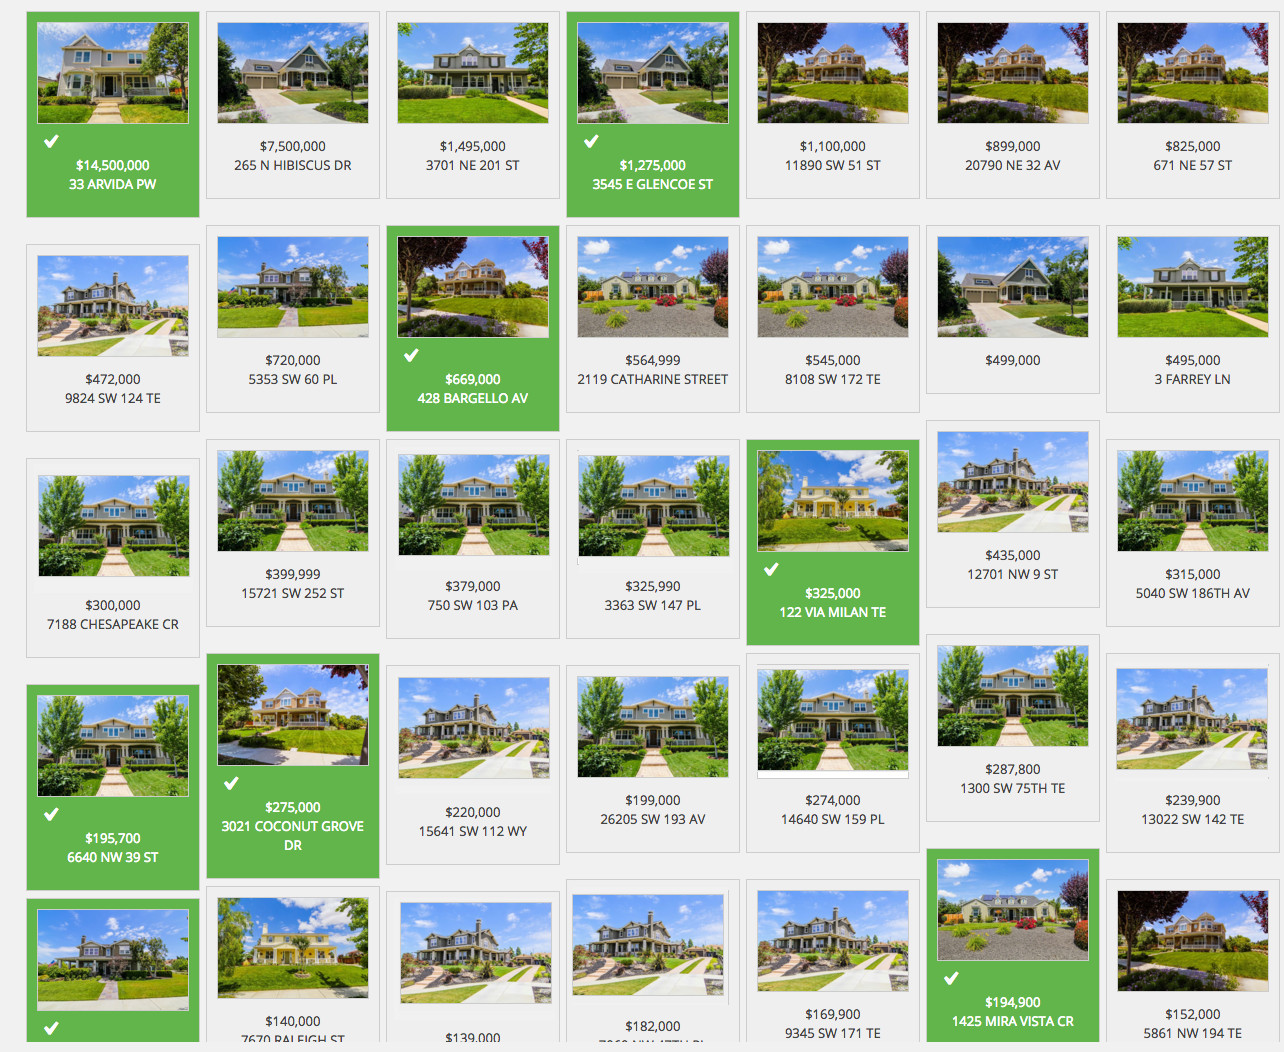 $14,500,000
33 ARVIDA PW
$7,500,000
265 N HIBISCUS DR
$1,495,000
3701 NE 201 ST
$1,275,000
3545 E GLENCOE ST
$1,100,000
11890 SW 51 ST
$899,000
20790 NE 32 AV
$825,000
671 NE 57 ST
$472,000
9824 SW 124 TE
$720,000
5353 SW 60 PL
$669,000
428 BARGELLO AV
$564,999
2119 CATHARINE STREET
$545,000
8108 SW 172 TE
$499,000
$495,000
3 FARREY LN
$300,000
7188 CHESAPEAKE CR
$399,999
15721 SW 252 ST
$379,000
750 SW 103 PA
$325,990
3363 SW 147 PL
$325,000
122 VIA MILAN TE
$435,000
12701 NW 9 ST
$315,000
5040 SW 186TH AV
$195,700
6640 NW 39 ST
$275,000
3021 COCONUT GROVE
DR
$220,000
15641 SW 112 WY
$199,000
26205 SW 193 AV
$274,000
14640 SW 159 PL
$287,800
1300 SW 75TH TE
$239,900
13022 SW 142 TE
$140,000
7670 RALEIGH ST
$139,000
$182,000
47TH
$169,900
9345 SW 171 TE
$194,900
1425 MIRA VISTA CR
$152,000
5861 NW 194 TE